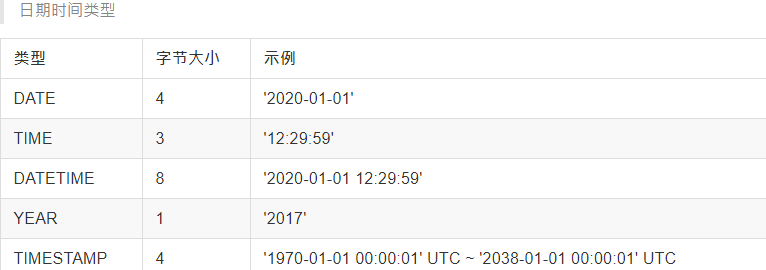 日期时间类型
类型 字节大小 示例
DATE 4 '2020-01-01'
TIME 3 '12:29:59'
DATETIME 8 '2020-01-01 12:29:59'
YEAR 1 '2017'
TIMESTAMP 4 '1970-01-01 00:00:01' UTC ~ '2038-01-01 00:00:01' UTC